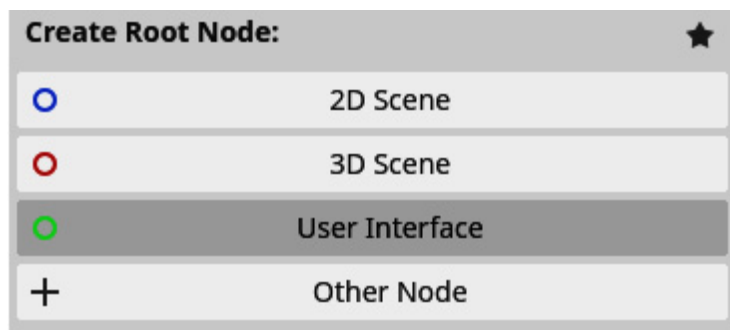 Create Root Node:
2D Scene
3D Scene
User Interface
Other Node